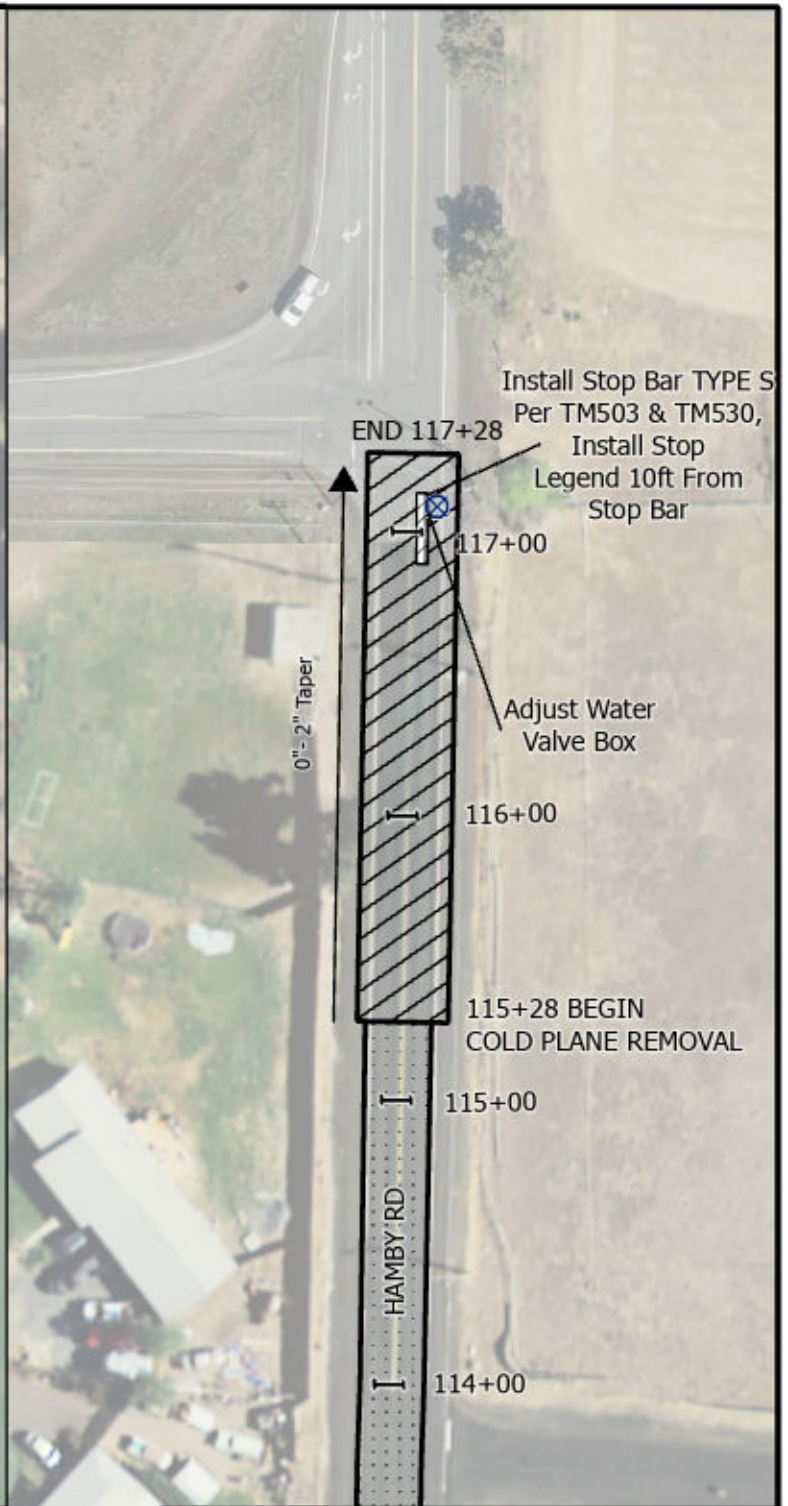 Install Stop Bar TYPE S
Per TM503 & TM530,
Install Stop
Legend 10ft From
Stop Bar
END 117+28
117+00
0"- 2" Taper
Adjust Water
Valve Box
116+00
115+28 BEGIN
COLD PLANE REMOVAL
115+00
HAMBY RD
114+00